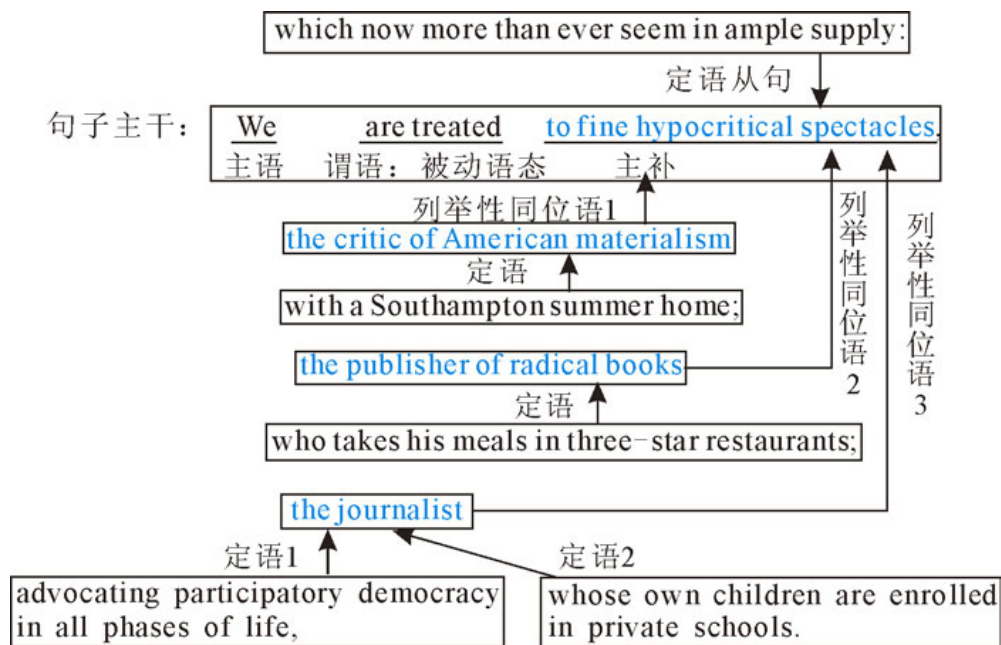 which now more than ever seem in ample supply:
定语从句
句子主干: We are treated to fine hypocritical spectacles,
主语 谓语: 被动语态 主补
列举性同位语1
the critic of American materialism
定语
with a Southampton summer home;
列举性同位语2
列举性同位语3
the publisher of radical books
定语
who takes his meals in three-star restaurants;
the journalist
定语1 定语2
advocating participatory democracy
in all phases of life,
whose own children are enrolled
in private schools.